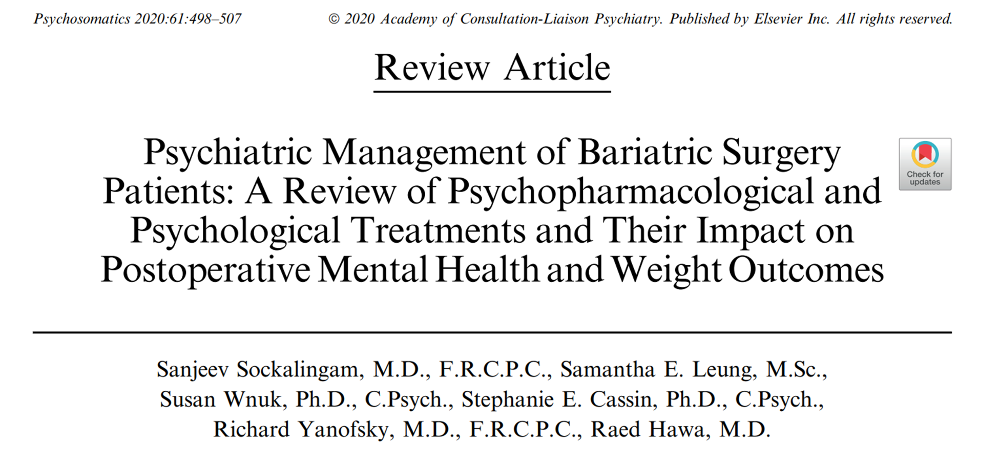 Psychosomatics 2020:61:498–507
© 2020 Academy of Consultation-Liaison Psychiatry. Published by Elsevier Inc. All rights reserved.
Review Article
Psychiatric Management of Bariatric Surgery
Patients: A Review of Psychopharmacological and
Psychological Treatments and Their Impact on
Postoperative Mental Health and Weight Outcomes
Check for
updates
Sanjeev Sockalingam, M.D., F.R.C.P.C., Samantha E. Leung, M.Sc.,
Susan Wnuk, Ph.D., C.Psych., Stephanie E. Cassin, Ph.D., C.Psych.,
Richard Yanofsky, M.D., F.R.C.P.C., Raed Hawa, M.D.